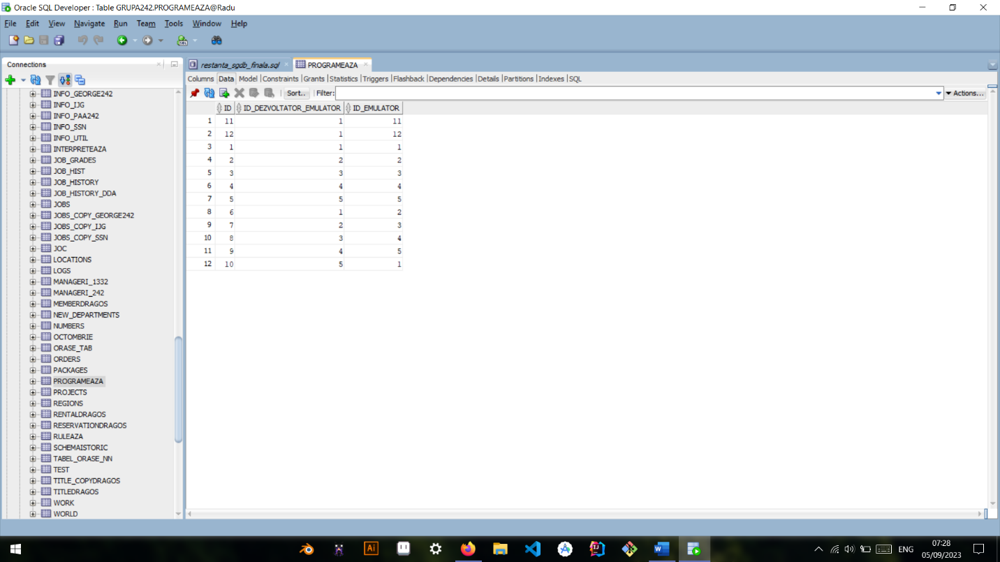 Oracle SQL Developer : Table GRUPA242.PROGRAMEAZA@Radu
File Edit View Navigate Run Team Tools Window Help
Connections
INFO_GEORGE242
INFO_IJG
INFO_PAA242
INFO_SSN
INFO_UTIL
INTERPRETEAZA
JOB_GRADES
JOB_HIST
JOB_HISTORY
JOB_HISTORY_DDA
JOBS
JOBS_COPY_GEORGE242
JOBS_COPY_IJG
JOBS_COPY_SSN
JOC
LOCATIONS
LOGS
MANAGERI_1332
MANAGERI_242
MEMBERDRAGOS
NEW_DEPARTMENTS
NUMBERS
OCTOMBRIE
ORASE_TAB
ORDERS
PACKAGES
PROGRAMEAZA
PROJECTS
REGIONS
RENTALDRAGOS
RESERVATIONDRAGOS
RULEAZA
SCHEMAISTORIC
TABEL_ORASE_NN
TEST
TITLE_COPYDRAGOS
TITLEDRAGOS
WORK
WORLD
restanta_sgdb_finala.sql PROGRAMEAZA
Columns Data Model Constraints Grants Statistics Triggers Flashback Dependencies Details Partitions Indexes SQL
Sort.. Filter: Actions...
ID ID_DEZVOLTATOR_EMULATOR ID_EMULATOR
1 11 1 11
2 12 1 12
3 1 1 1
4 2 2 2
5 3 3 3
6 4 4 4
7 5 5 5
8 6 1 2
9 7 2 3
10 8 3 4
11 9 4 5
12 10 5 1
ENG
07:28
05/09/2023